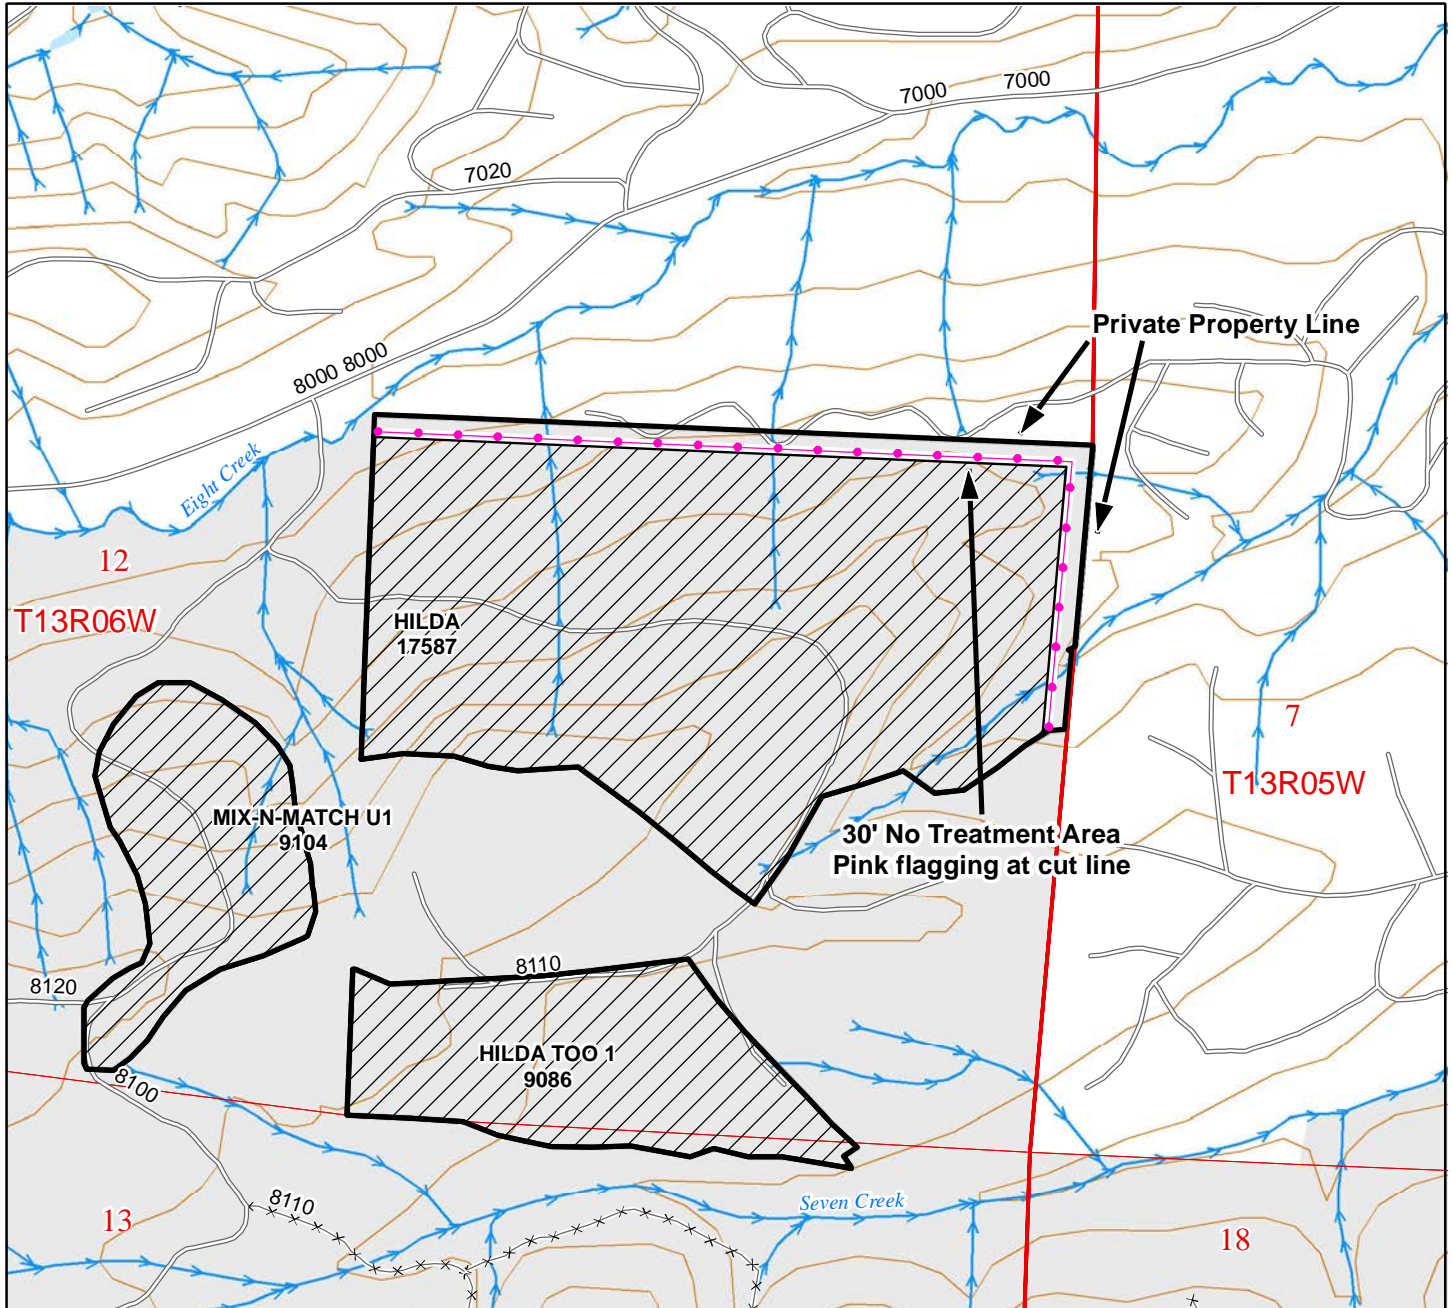 7000
7000
7020
Private Property Line
8000 8000
Eight Creek
12
T13R06W
HILDA
17587
7
T13R05W
MIX-N-MATCH U1
9104
30' No Treatment Area
Pink flagging at cut line
8110
8120
HILDA TOO 1
9086
8100
8110
Seven Creek
13
18